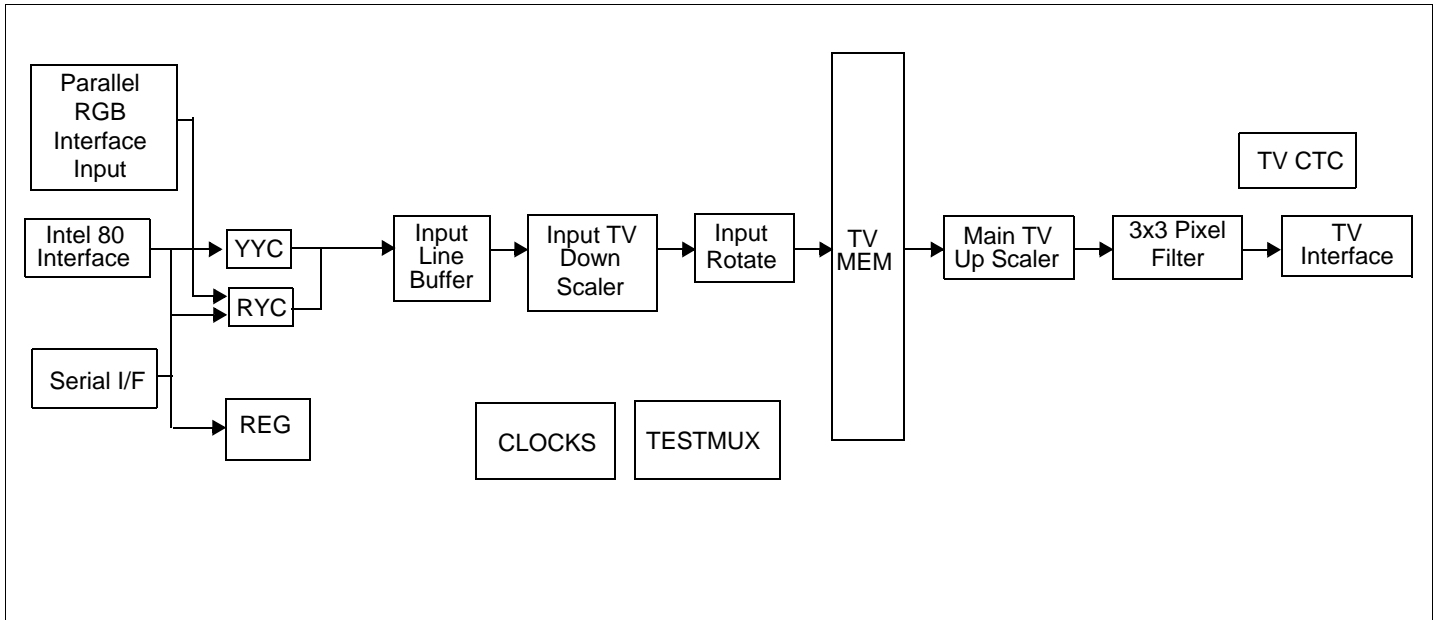 Parallel
RGB
Interface
Input
Intel 80
Interface
Serial I/F
YYC
RYC
REG
Input
Line
Buffer
Input TV
Down
Scaler
Input
Rotate
CLOCKS
TESTMUX
TV
MEM
Main TV
Up Scaler
3x3 Pixel
Filter
TV CTC
TV
Interface